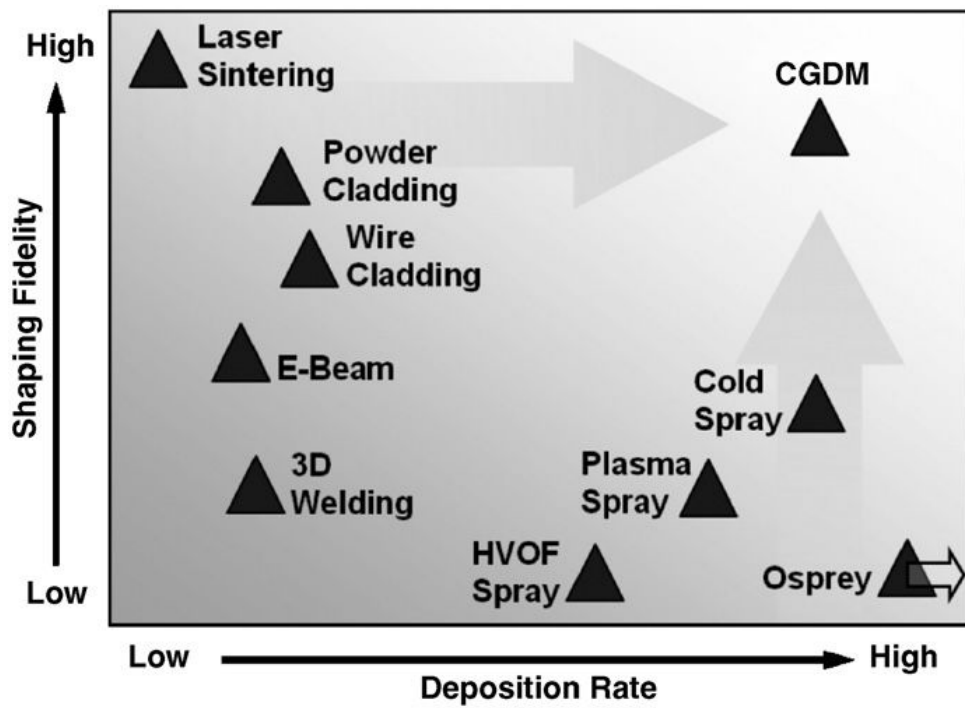 High
Laser
Sintering
CGDM
Powder
Cladding
Wire
Cladding
Shaping Fidelity
E-Beam
Cold
Spray
3D
Welding
Plasma
Spray
HVOF
Spray
Osprey
Low
Low
High
Deposition Rate